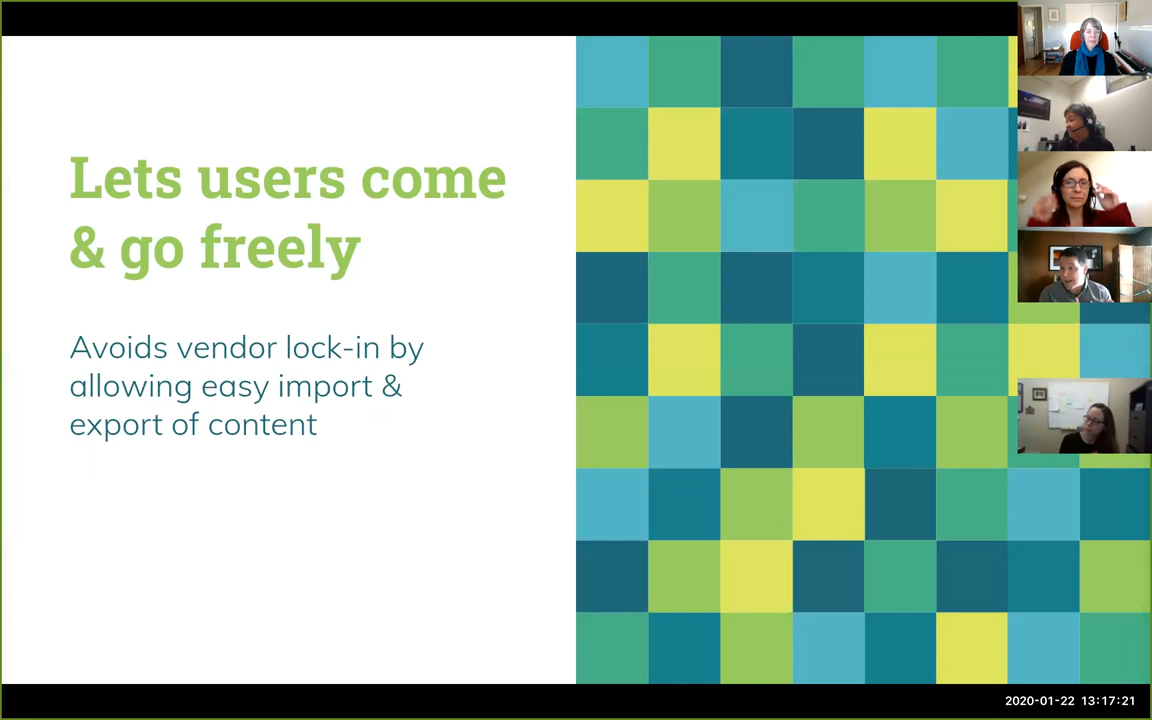 Lets users come
& go freely
Avoids vendor lock-in by
allowing easy import &
export of content
2020-01-22 13:17:21